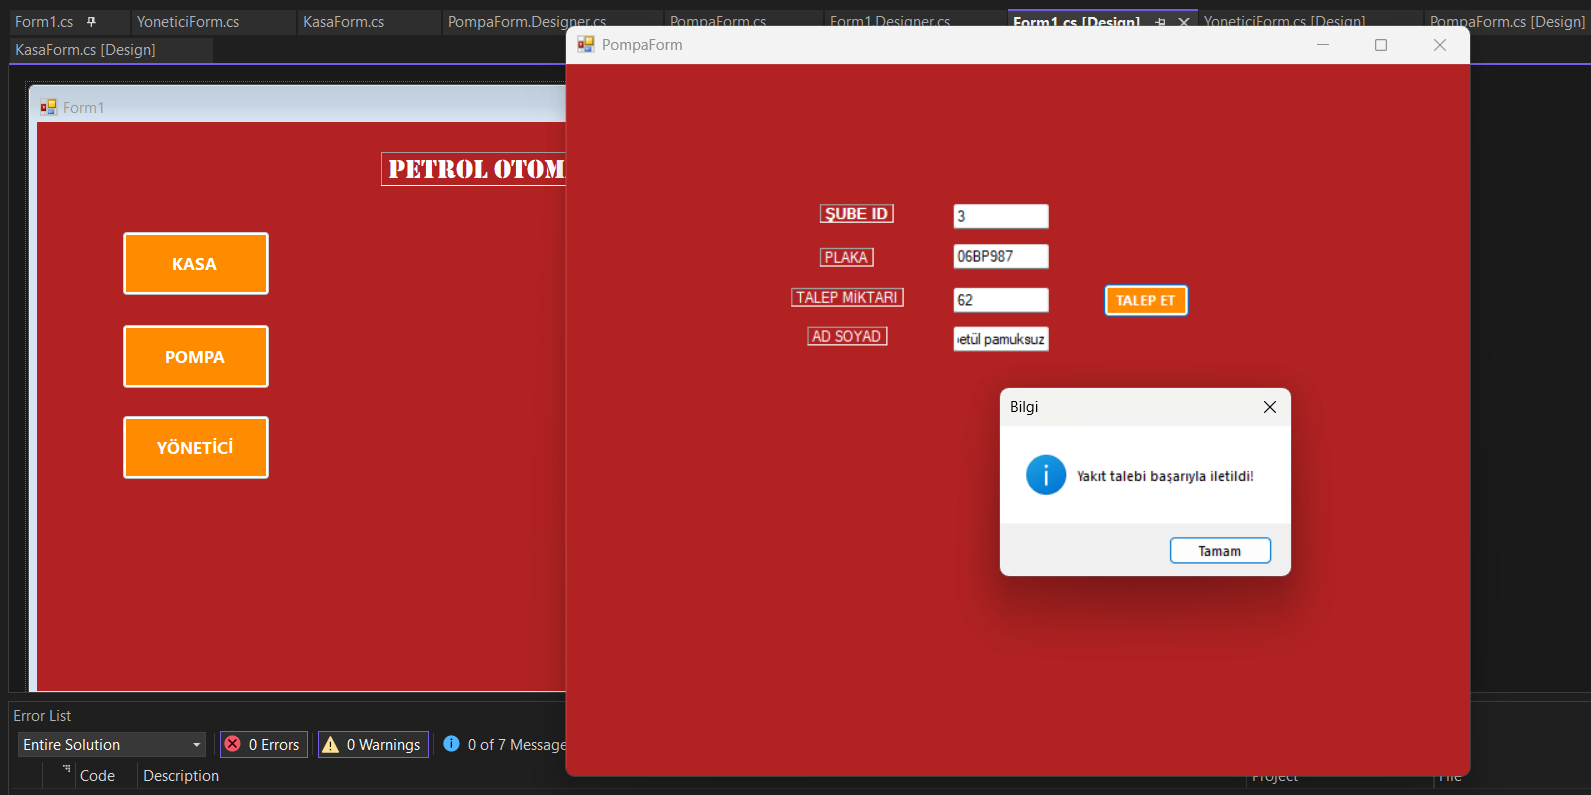 Form1.cs
YoneticiForm.cs
KasaForm.cs
PompaForm.Designer.cs
PompaForm.cs
Form1.Designer.cs
Form1.cs [Design]
YoneticiForm.cs [Design]
PompaForm.cs [Design]
KasaForm.cs [Design]
Form1
PETROL OTOM
KASA
POMPA
YÖNETİCİ
PompaForm
ŞUBE ID
3
PLAKA
06BP987
TALEP MİKTARI
62
TALEP ET
AD SOYAD
etül pamuksuz
Bilgi
Yakıt talebi başarıyla iletildi!
Tamam
Error List
Entire Solution
0 Errors
0 Warnings
0 of 7 Message
Code
Description
Project
File